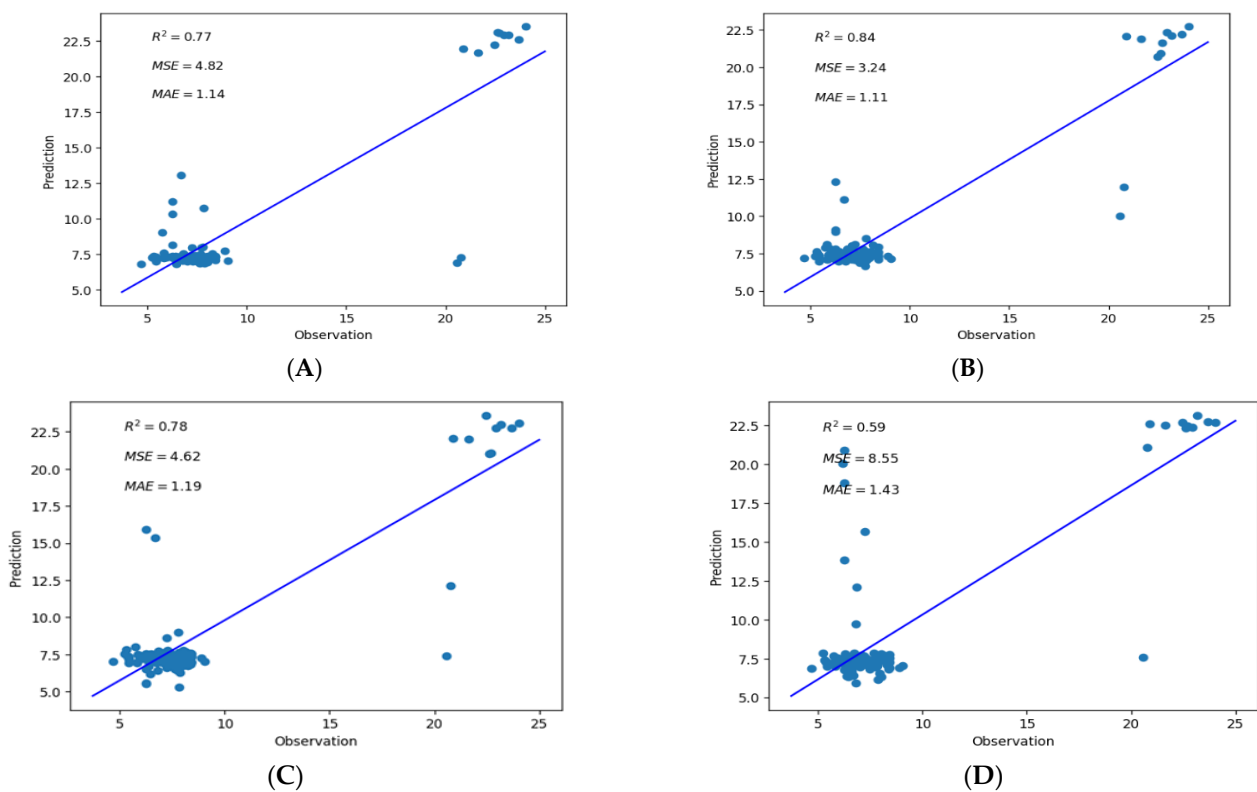 R² = 0.77
MSE = 4.82
MAE = 1.14
22.5
20.0
17.5
15.0
12.5
10.0
7.5
5.0
Prediction
5
10
15
20
25
Observation
(A)
R² = 0.84
MSE = 3.24
MAE = 1.11
22.5
20.0
17.5
15.0
12.5
10.0
7.5
5.0
Prediction
5
10
15
20
25
Observation
(B)
R² = 0.78
MSE = 4.62
MAE = 1.19
22.5
20.0
17.5
15.0
12.5
10.0
7.5
5.0
Prediction
5
10
15
20
25
Observation
(C)
R² = 0.59
MSE = 8.55
MAE = 1.43
22.5
20.0
17.5
15.0
12.5
10.0
7.5
5.0
Prediction
5
10
15
20
25
Observation
(D)